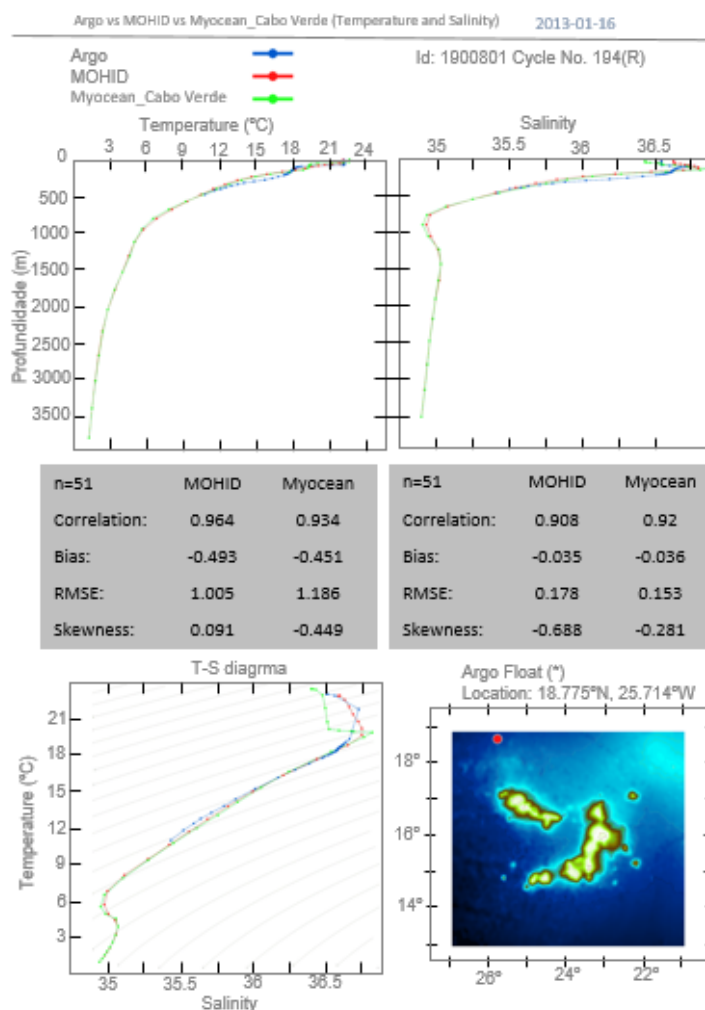 Argo vs MOHID vs Myocean_Cabo Verde (Temperature and Salinity) 2013-01-16
Argo
MOHID
Myocean_Cabo Verde
Id: 1900801 Cycle No. 194(R)
Temperature (ºC)
3 6 9 12 15 18 21 24
0
500
1000
1500
2000
2500
3000
3500
Profundidade (m)
Salinity
35 35.5 36 36.5
n=51 MOHID Myocean
Correlation: 0.964 0.934
Bias: -0.493 -0.451
RMSE: 1.005 1.186
Skewness: 0.091 -0.449
n=51 MOHID Myocean
Correlation: 0.908 0.92
Bias: -0.035 -0.036
RMSE: 0.178 0.153
Skewness: -0.688 -0.281
T-S diagrma
21
18
15
12
9
6
3
Temperature (ºC)
35 35.5 36 36.5
Salinity
Argo Float (*)
Location: 18.775ºN, 25.714ºW
18º
16º
14º
26º 24º 22º